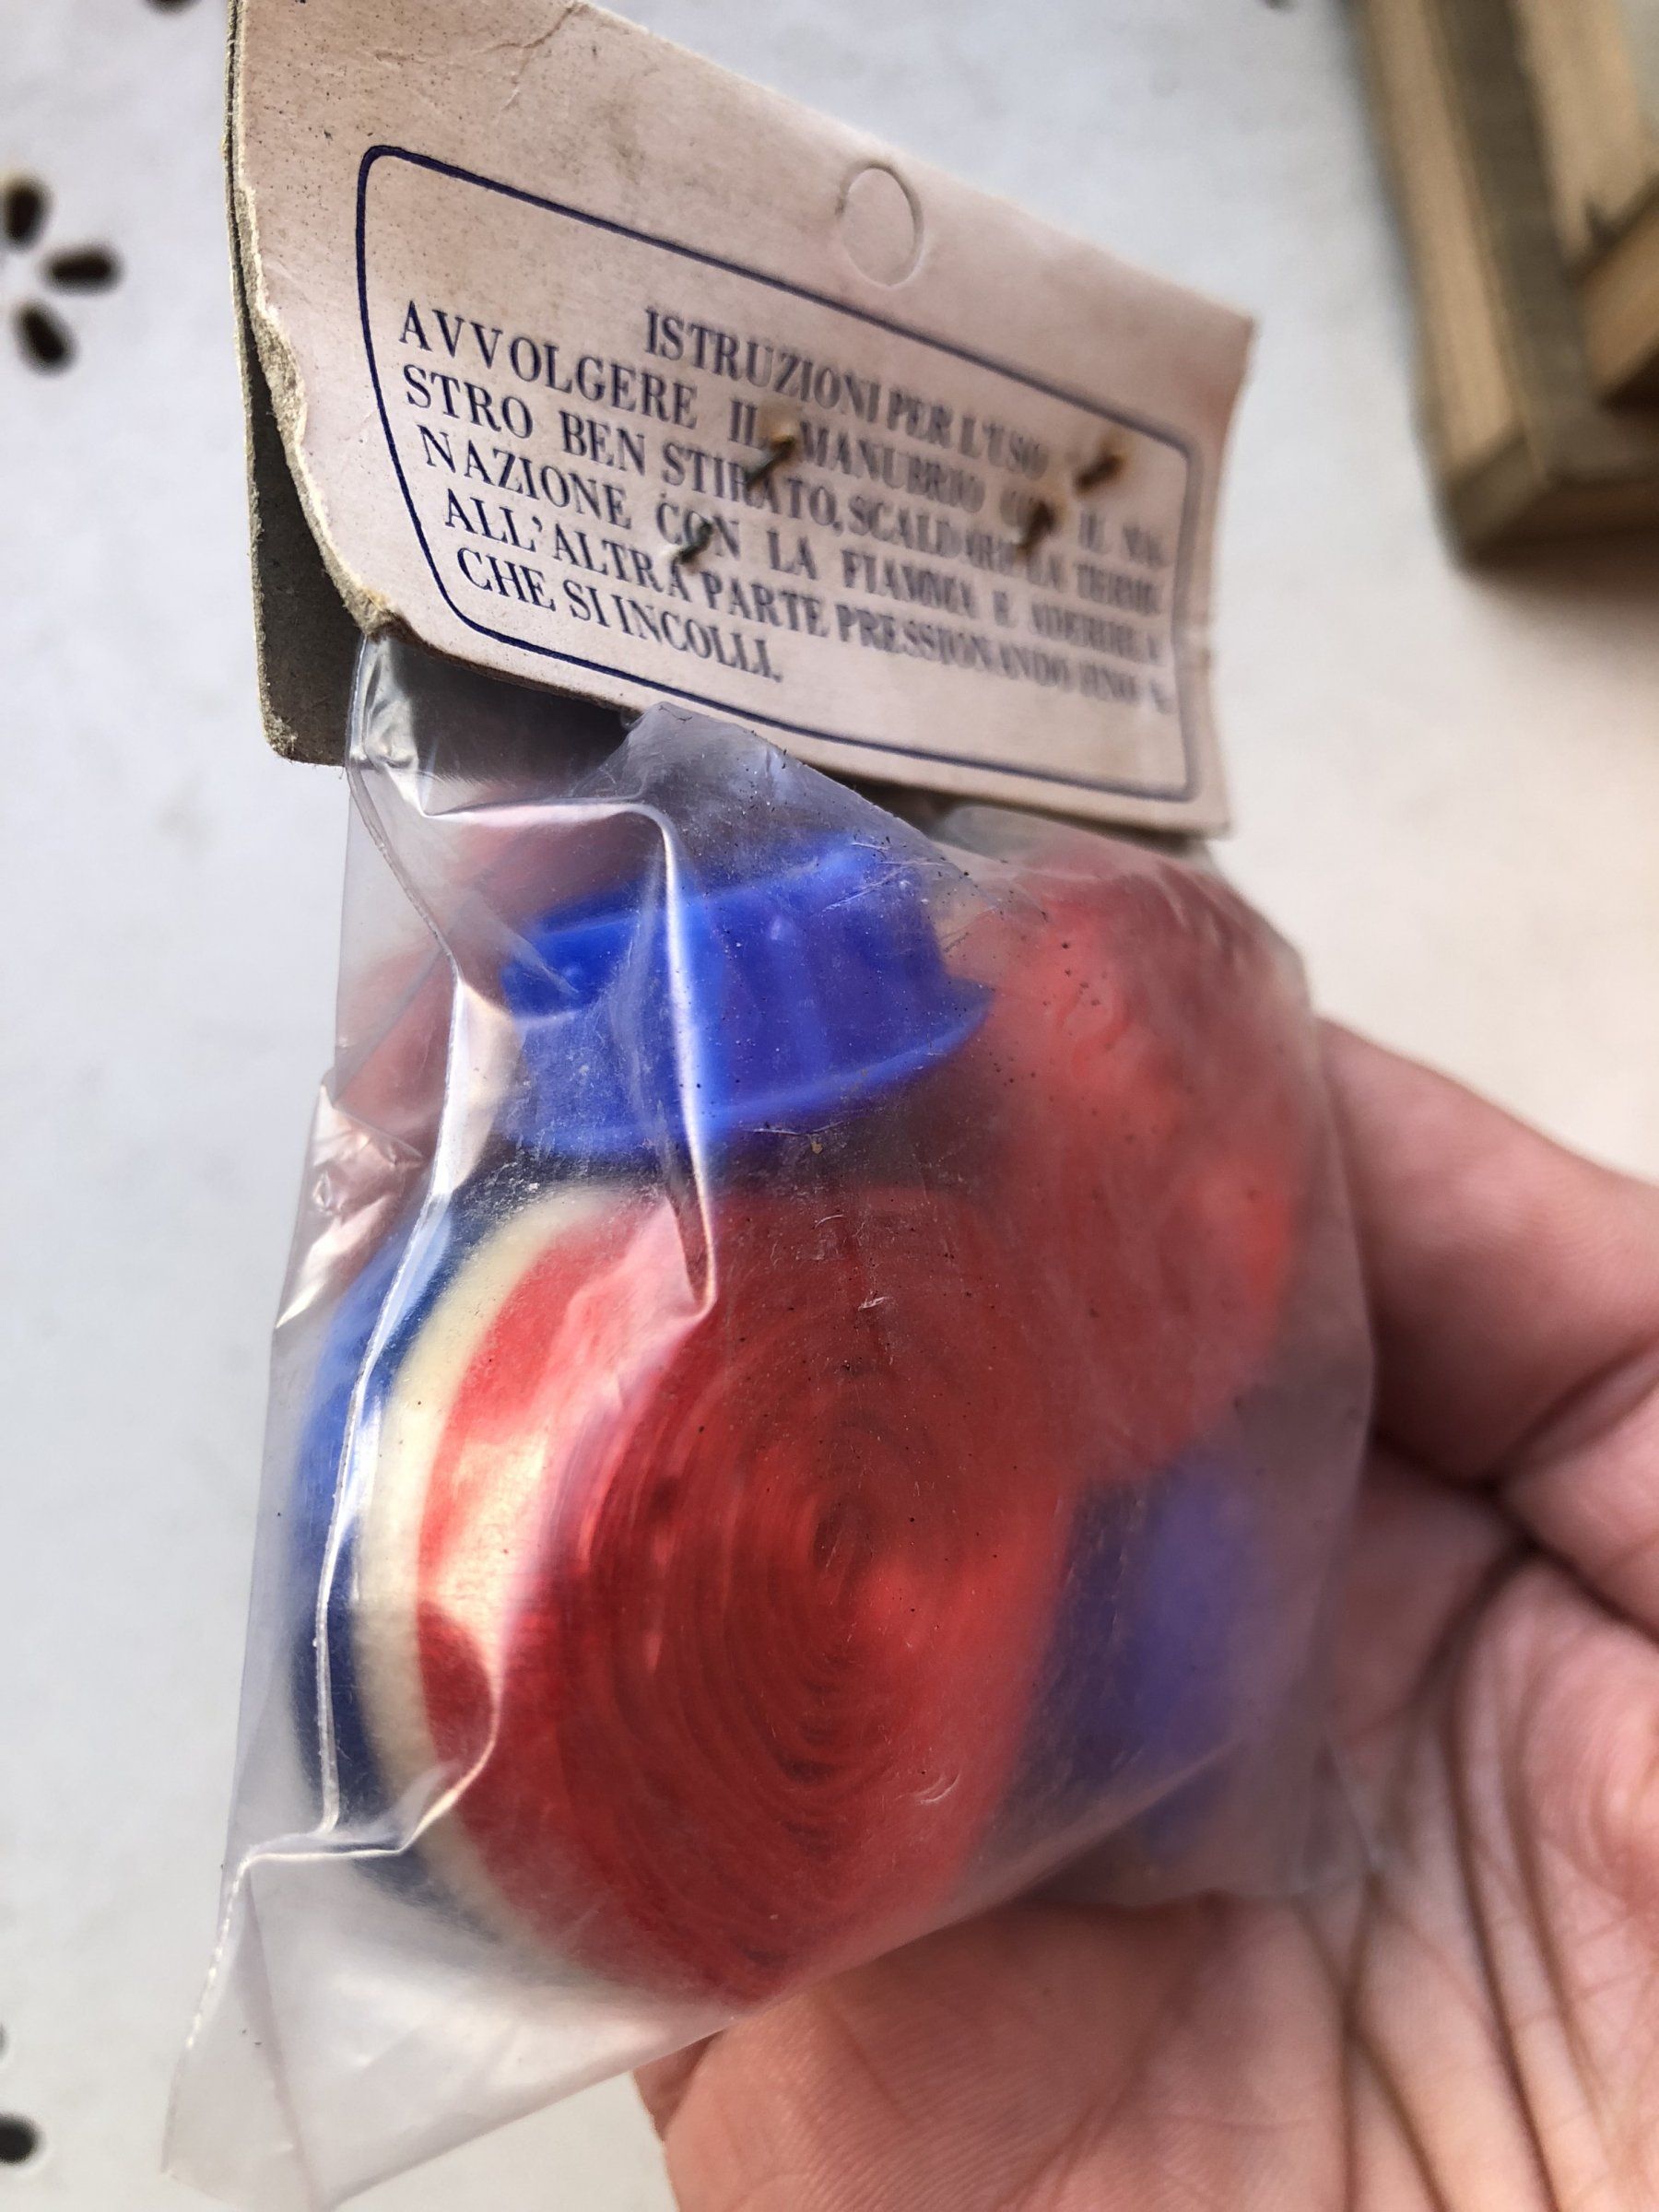 ISTRUZIONI PER L'USO
AVVOLGERE IL MANUBRIO CON IL NA-
STRO BEN STIRATO, SCALDARE LA TERMI-
NAZIONE CON LA FIAMMA E ADERIRLA
ALL'ALTRA PARTE PRESSIONANDO FINO A
CHE SI INCOLLI.